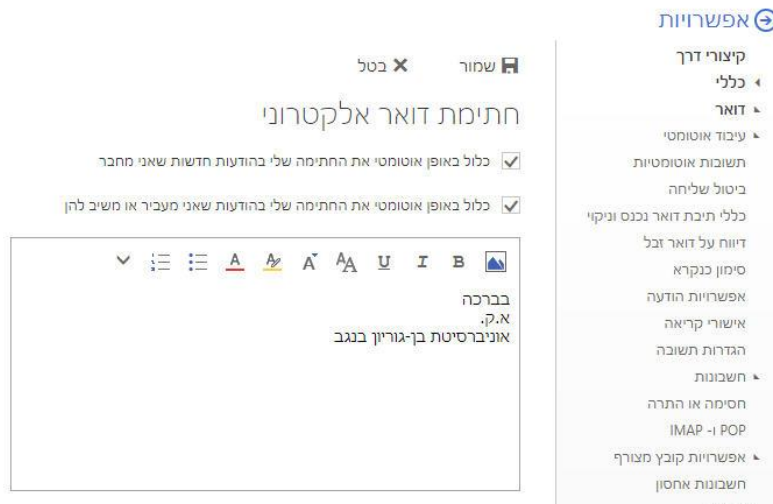 אפשרויות
קיצורי דרך
כללי
דואר
עיבוד אוטומטי
תשובות אוטומטיות
ביטול שליחה
כללי תיבת דואר נכנס וניקוי
דיווח על דואר זבל
סימון כנקרא
אפשרויות הודעה
אישורי קריאה
הגדרות תשובה
חשבונות
חסימה או התרה
POP ו- IMAP
אפשרויות קובץ מצורף
חשבונות אחסון
שמור בטל
חתימת דואר אלקטרוני
כלול באופן אוטומטי את החתימה שלי בהודעות חדשות שאני מחבר
כלול באופן אוטומטי את החתימה שלי בהודעות שאני מעביר או משיב להן
B I U AA A A A
בברכה
א.ק.
אוניברסיטת בן-גוריון בנגב